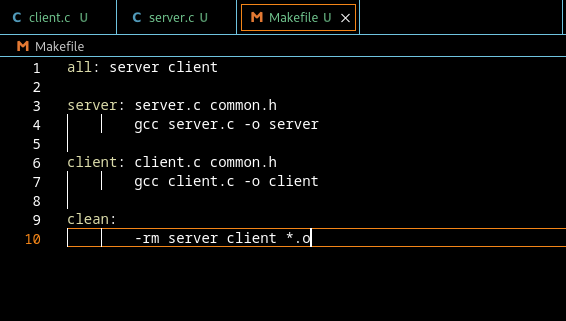 C client.c U C server.c U M Makefile U ×
M Makefile
1 all: server client
2
3 server: server.c common.h
4 gcc server.c -o server
5
6 client: client.c common.h
7 gcc client.c -o client
8
9 clean:
10 -rm server client *.o